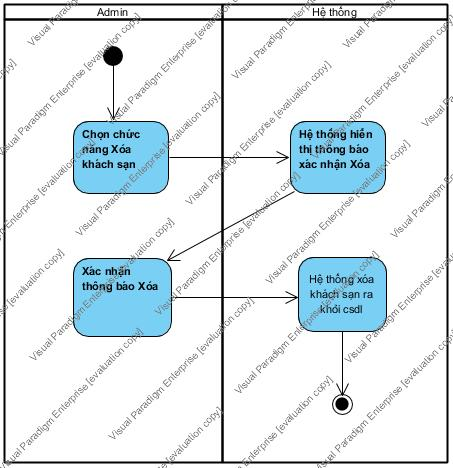 Admin
Hệ thống
Chọn chức
năng Xóa
khách sạn
Hệ thống hiển
thị thông báo
xác nhận Xóa
Xác nhận
thông báo Xóa
Hệ thống xóa
khách sạn ra
khỏi csdl
Visual Paradigm Enterprise [evaluation copy]